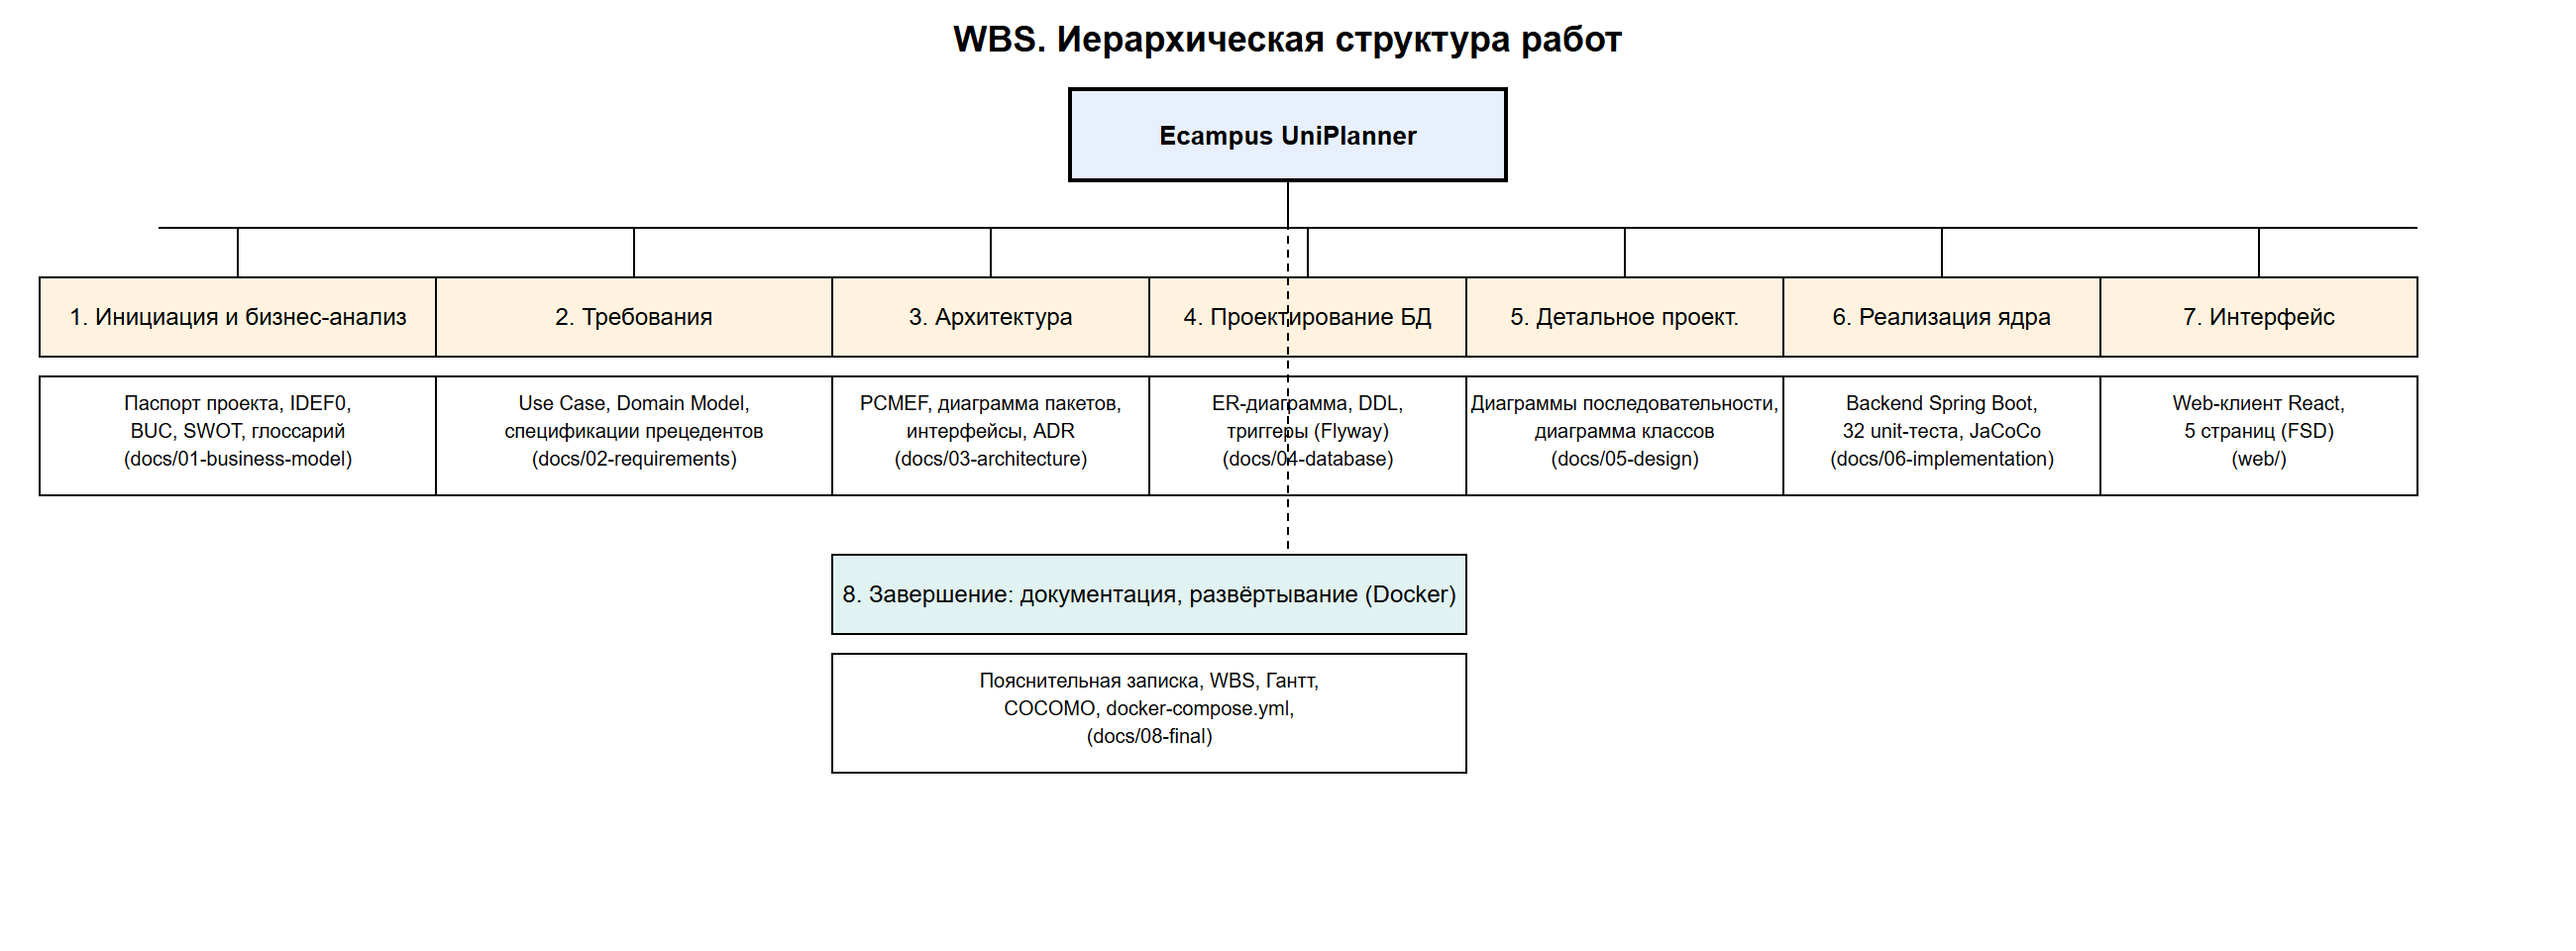 WBS. Иерархическая структура работ
Ecampus UniPlanner
1. Инициация и бизнес-анализ
2. Требования
3. Архитектура
4. Проектирование БД
5. Детальное проект.
6. Реализация ядра
7. Интерфейс
Паспорт проекта, IDEF0,
BUC, SWOT, глоссарий
(docs/01-business-model)
Use Case, Domain Model,
спецификации прецедентов
(docs/02-requirements)
PCMEF, диаграмма пакетов,
интерфейсы, ADR
(docs/03-architecture)
ER-диаграмма, DDL,
триггеры (Flyway)
(docs/04-database)
Диаграммы последовательности,
диаграмма классов
(docs/05-design)
Backend Spring Boot,
32 unit-теста, JaCoCo
(docs/06-implementation)
Web-клиент React,
5 страниц (FSD)
(web/)
8. Завершение: документация, развёртывание (Docker)
Пояснительная записка, WBS, Гантт,
COCOMO, docker-compose.yml,
(docs/08-final)